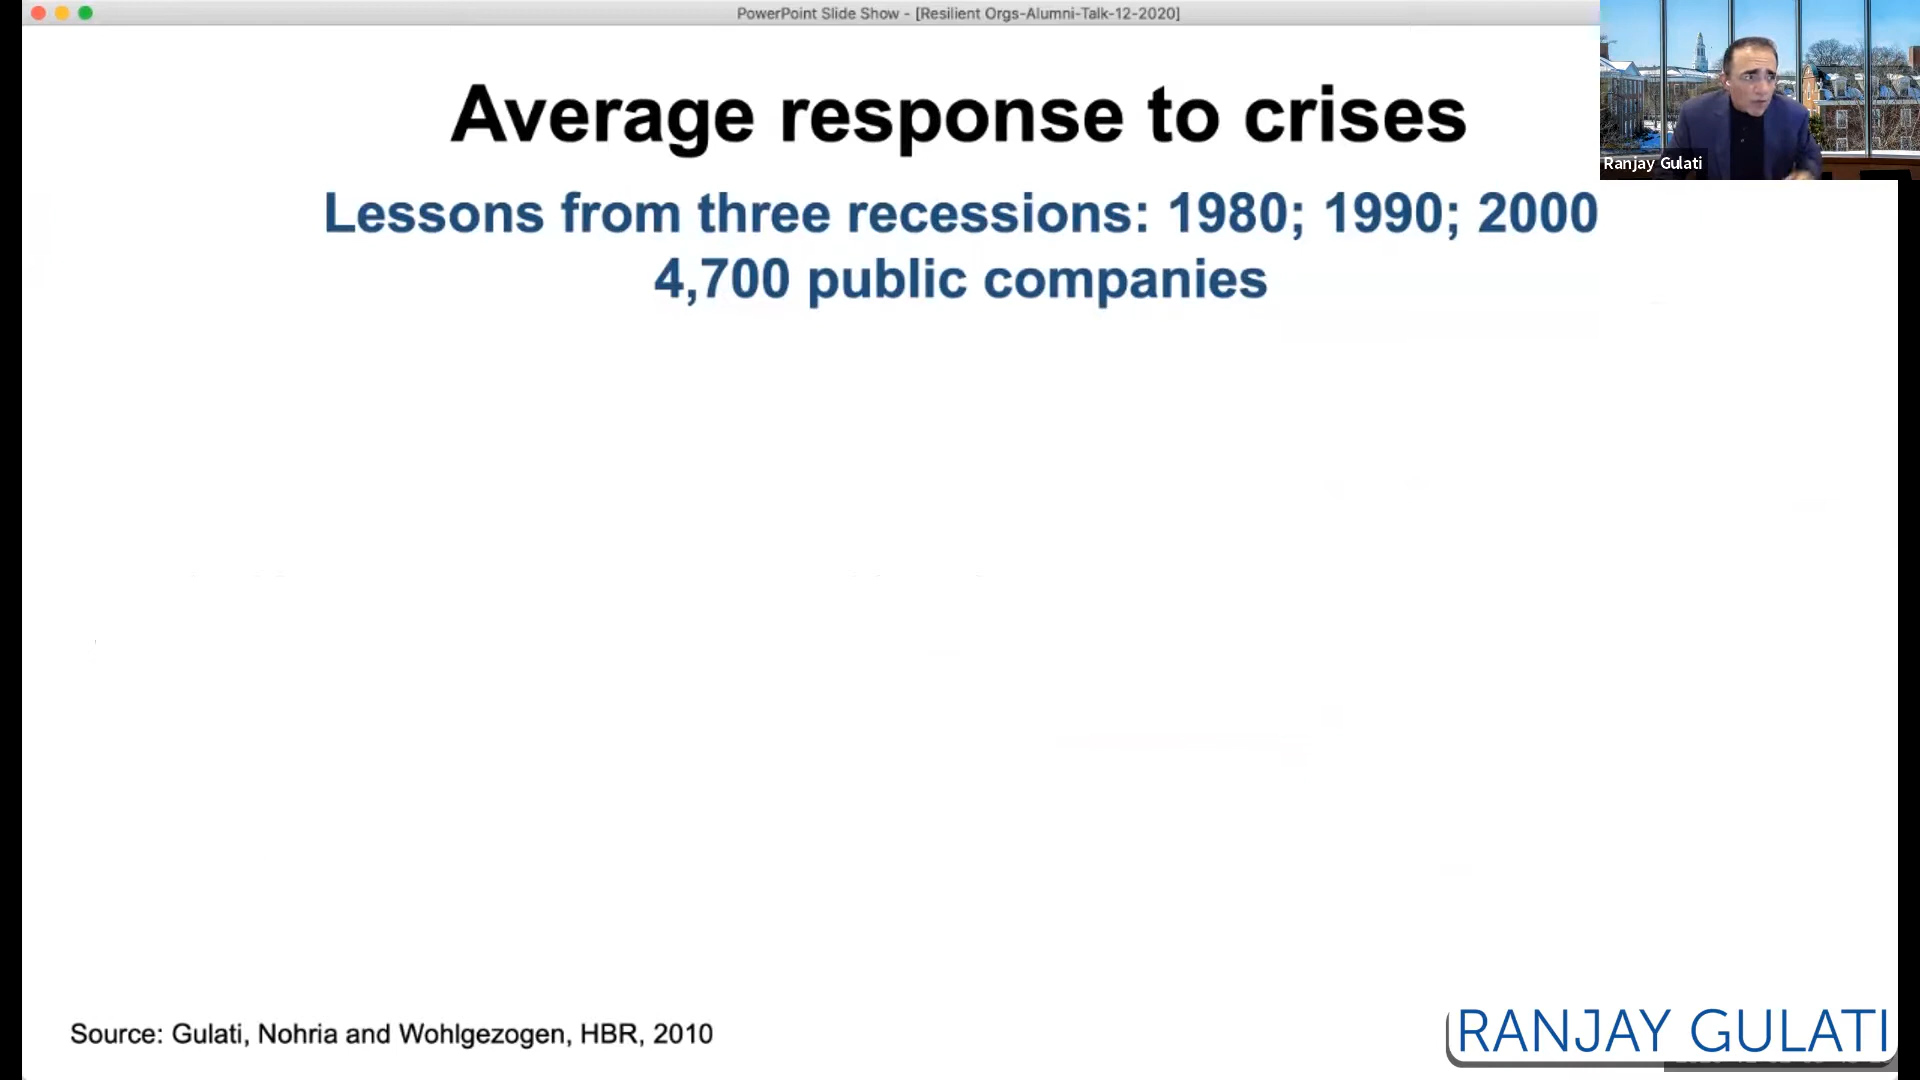 PowerPoint Slide Show - [Resilient Orgs-Alumni-Talk-12-2020]
Average response to crises
Ranjay Gulati
Lessons from three recessions: 1980; 1990; 2000
4,700 public companies
Source: Gulati, Nohria and Wohlgezogen, HBR, 2010
RANJAY GULATI